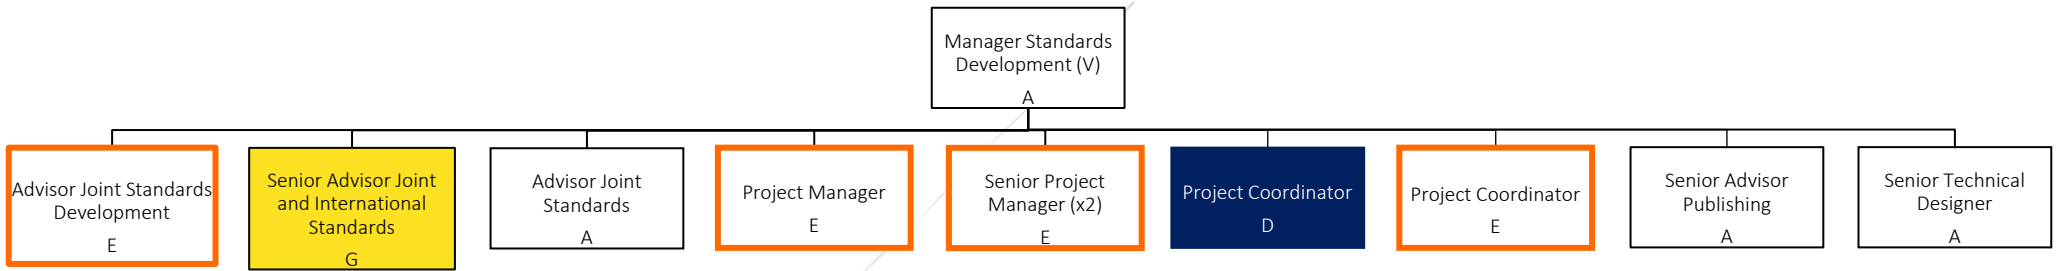 Manager Standards
Development (V)
A
Advisor Joint Standards
Development
E
Senior Advisor Joint
and International
Standards
G
Advisor Joint
Standards
A
Project Manager
E
Senior Project
Manager (x2)
E
Project Coordinator
D
Project Coordinator
E
Senior Advisor
Publishing
A
Senior Technical
Designer
A